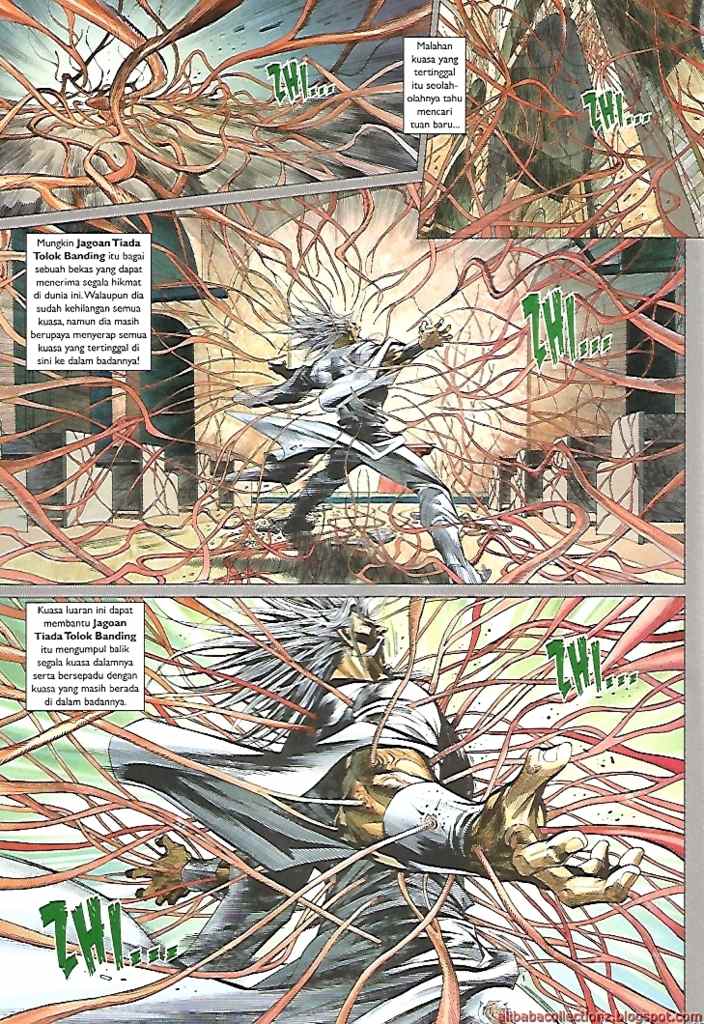 ZHI...
Malahan
kuasa yang
tertinggal
itu seolah-
olahnya tahu
mencari
tuan baru...
ZHI...
Mungkin Jagoan Tiada
Tolok Banding itu bagai
sebuah bekas yang dapat
menerima segala hikmat
di dunia ini. Walaupun dia
sudah kehilangan semua
kuasa, namun dia masih
berupaya menyerap semua
kuasa yang tertinggal di
sini ke dalam badannya!
ZHI...
Kuasa luaran ini dapat
membantu Jagoan
Tiada Tolok Banding
itu mengumpul balik
segala kuasa dalamnya
serta bersepadu dengan
kuasa yang masih berada
di dalam badannya.
ZHI...
ZHI...
alibabacollectionz.blogspot.com